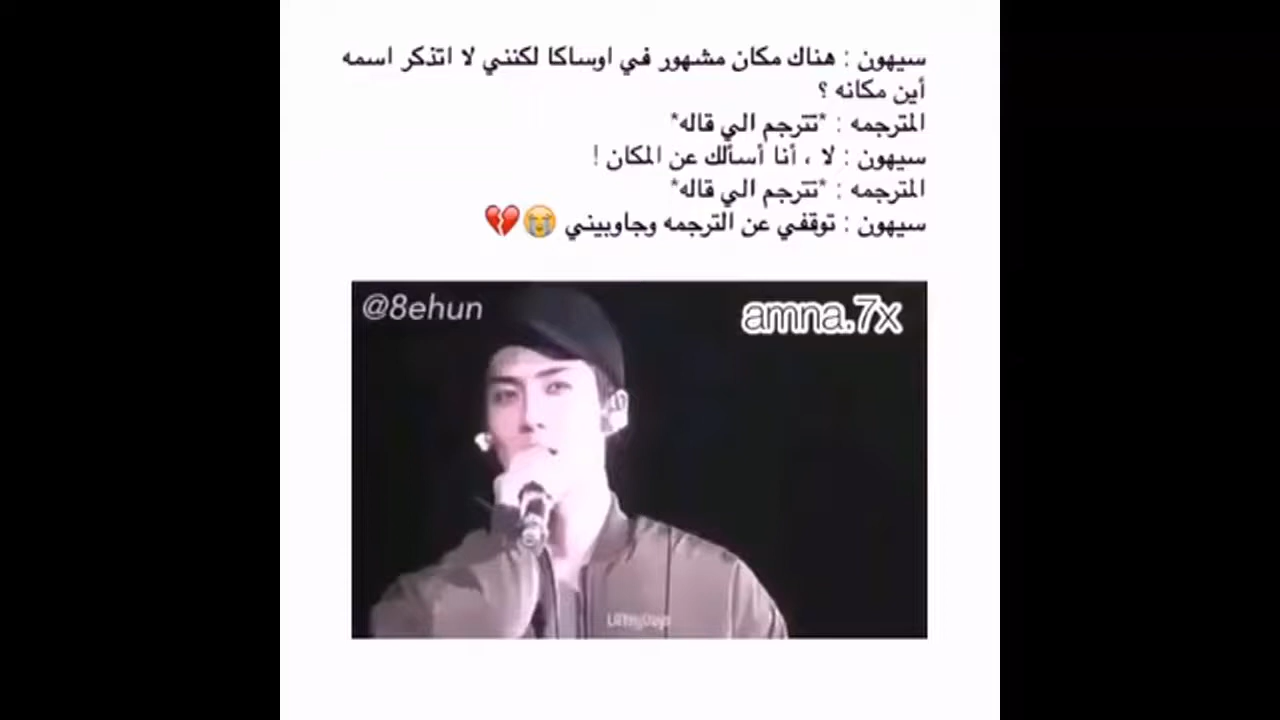 سيهون : هناك مكان مشهور في اوساكا لكنني لا اتذكر اسمه
أين مكانه ؟
المترجمه : *تترجم الي قاله*
سيهون : لا ، أنا أسألك عن المكان !
المترجمه : *تترجم الي قاله*
سيهون : توقفي عن الترجمه وجاوبيني 😭💔
@8ehun
amna.7x